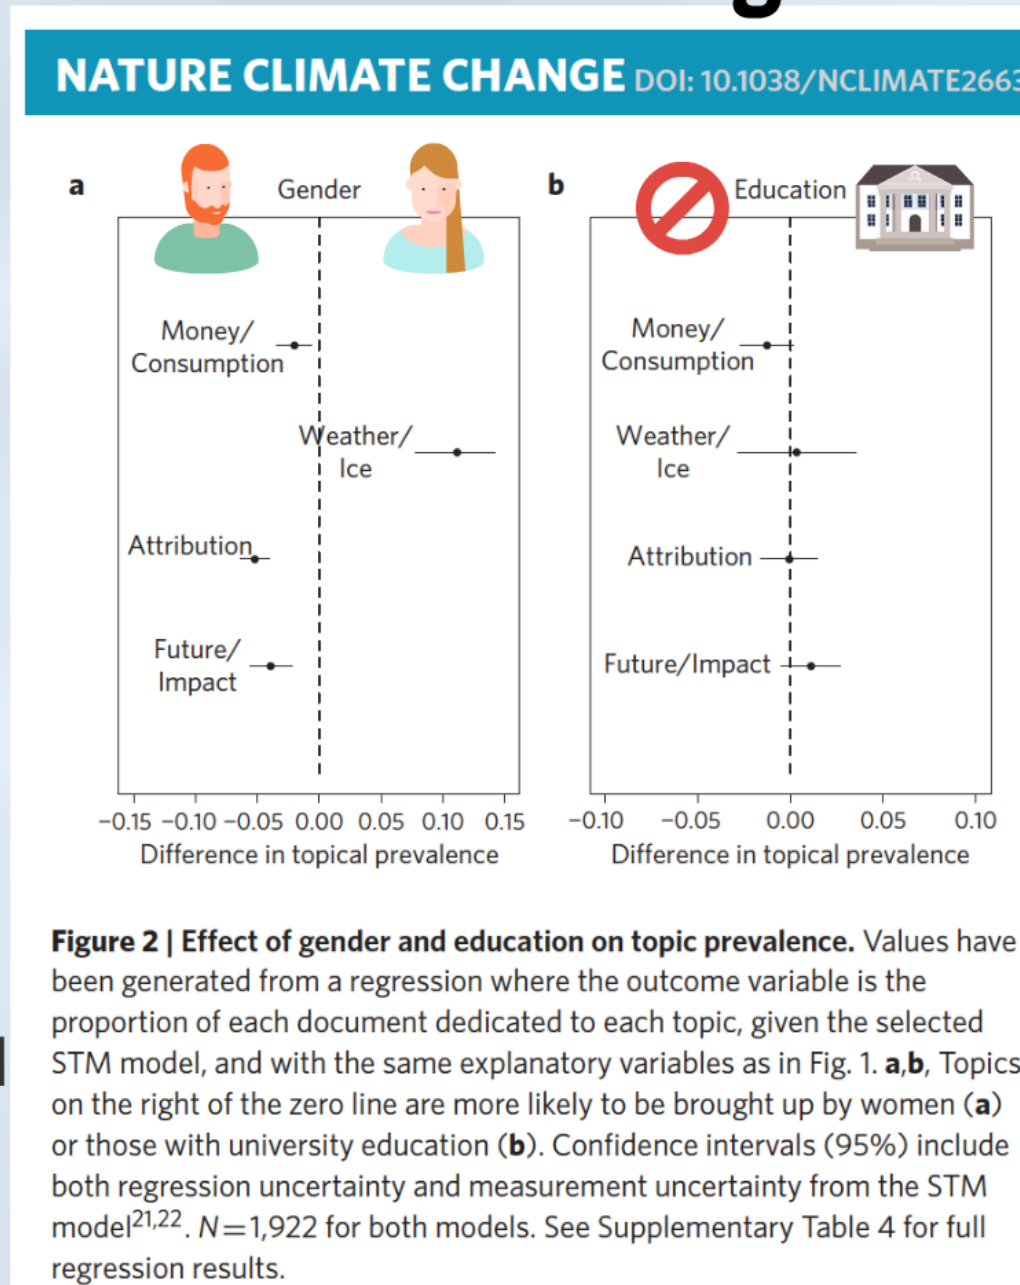 NATURE CLIMATE CHANGE DOI: 10.1038/NCLIMATE2663
a
Gender
Money/
Consumption
Weather/
Ice
Attribution
Future/
Impact
−0.15 −0.10 −0.05 0.00 0.05 0.10 0.15
Difference in topical prevalence
b
Education
A
Money/
Consumption
Weather/
Ice
Attribution
Future/Impact
−0.10 −0.05 0.00 0.05 0.10
Difference in topical prevalence
Figure 2 | Effect of gender and education on topic prevalence. Values have
been generated from a regression where the outcome variable is the
proportion of each document dedicated to each topic, given the selected
STM model, and with the same explanatory variables as in Fig. 1. a,b, Topics
on the right of the zero line are more likely to be brought up by women (a)
or those with university education (b). Confidence intervals (95%) include
both regression uncertainty and measurement uncertainty from the STM
model21,22. N=1,922 for both models. See Supplementary Table 4 for full
regression results.